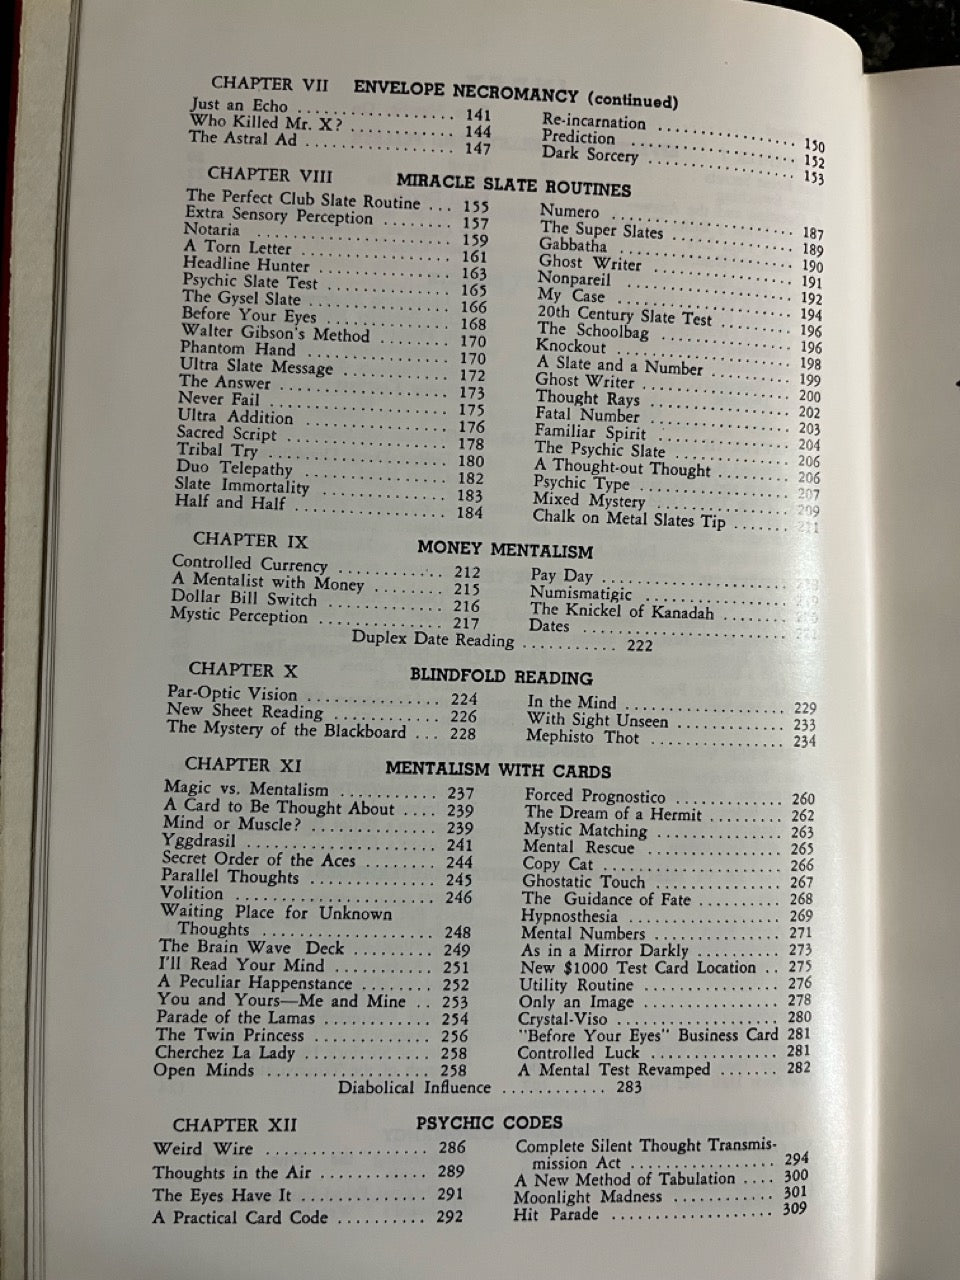 CHAPTER VII ENVELOPE NECROMANCY (continued)
Just an Echo .................. 141
Who Killed Mr. X? ............ 144
The Astral Ad ................ 147
Re-incarnation ................ 150
Prediction .................. 152
Dark Sorcery ................ 153
CHAPTER VIII MIRACLE SLATE ROUTINES
The Perfect Club Slate Routine ... 155
Extra Sensory Perception ........ 157
Notaria ...................... 159
A Torn Letter ................ 161
Headline Hunter .............. 163
Psychic Slate Test ............ 165
The Gysel Slate .............. 166
Before Your Eyes ............. 168
Walter Gibson's Method ........ 170
Phantom Hand ................ 170
Ultra Slate Message ............ 172
The Answer .................. 173
Never Fail .................... 175
Ultra Addition ................ 176
Sacred Script ................ 178
Tribal Try .................... 180
Duo Telepathy ................ 182
Slate Immortality ............. 183
Half and Half ................ 184
Numero ..................... 187
The Super Slates .............. 189
Gabbatha .................... 190
Ghost Writer ................ 191
Nonpareil .................... 192
My Case .................... 194
20th Century Slate Test ........ 196
The Schoolbag ................ 196
Knockout .................... 198
A Slate and a Number .......... 199
Ghost Writer ................ 200
Thought Rays ................ 202
Fatal Number ................ 203
Familiar Spirit ................ 204
The Psychic Slate .............. 206
A Thought-out Thought ........ 206
Psychic Type ................ 207
Mixed Mystery ................ 209
Chalk on Metal Slates Tip ....... 211
CHAPTER IX MONEY MENTALISM
Controlled Currency ............ 212
A Mentalist with Money ........ 215
Dollar Bill Switch ............. 216
Mystic Perception ............. 217
Pay Day ....................
Numismatigic ................
The Knickel of Kanadah ........
Dates ......................
Duplex Date Reading ........... 222
CHAPTER X BLINDFOLD READING
Par-Optic Vision .............. 224
New Sheet Reading ............ 226
The Mystery of the Blackboard ... 228
In the Mind .................. 229
With Sight Unseen ............ 233
Mephisto Thot ................ 234
CHAPTER XI MENTALISM WITH CARDS
Magic vs. Mentalism ........... 237
A Card to Be Thought About .... 239
Mind or Muscle? .............. 239
Yggdrasil .................... 241
Secret Order of the Aces ........ 244
Parallel Thoughts .............. 245
Volition ..................... 246
Waiting Place for Unknown
Thoughts .................. 248
The Brain Wave Deck .......... 249
I'll Read Your Mind ............ 251
A Peculiar Happenstance ........ 252
You and Yours—Me and Mine .. 253
Parade of the Lamas ............ 254
The Twin Princess ............. 256
Cherchez La Lady ............. 258
Open Minds ................. 258
Forced Prognostico ............ 260
The Dream of a Hermit ........ 262
Mystic Matching .............. 263
Mental Rescue ................ 265
Copy Cat .................... 266
Ghostatic Touch .............. 267
The Guidance of Fate .......... 268
Hypnosthesia ................ 269
Mental Numbers .............. 271
As in a Mirror Darkly .......... 273
New $1000 Test Card Location .. 275
Utility Routine ................ 276
Only an Image ................ 278
Crystal-Viso .................. 280
"Before Your Eyes" Business Card 281
Controlled Luck .............. 281
A Mental Test Revamped ....... 282
Diabolical Influence ............ 283
CHAPTER XII PSYCHIC CODES
Weird Wire .................. 286
Thoughts in the Air ............ 289
The Eyes Have It ............. 291
A Practical Card Code .......... 292
Complete Silent Thought Transmis-
mission Act ................ 294
A New Method of Tabulation .... 300
Moonlight Madness ............ 301
Hit Parade ................... 309